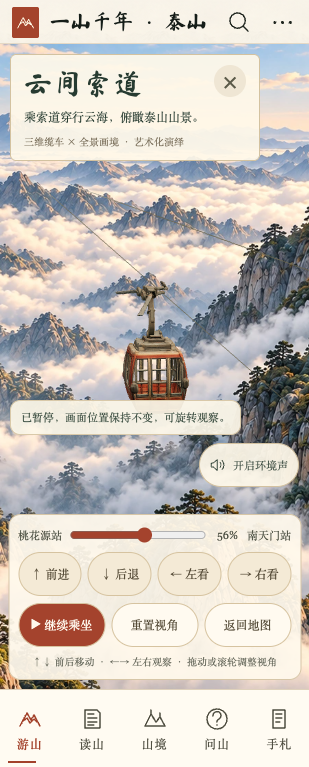 一山千年 · 泰山
云间索道
乘索道穿行云海，俯瞰泰山山景。
三维缆车 × 全景画境 · 艺术化演绎
已暂停，画面位置保持不变，可旋转观察。
开启环境声
桃花源站 56% 南天门站
↑ 前进 ↓ 后退 ← 左看 → 右看
▶ 继续乘坐 重置视角 返回地图
↑ ↓ 前后移动 · ←→ 左右观察 · 拖动或滚轮调整视角
游山 读山 山境 问山 手札